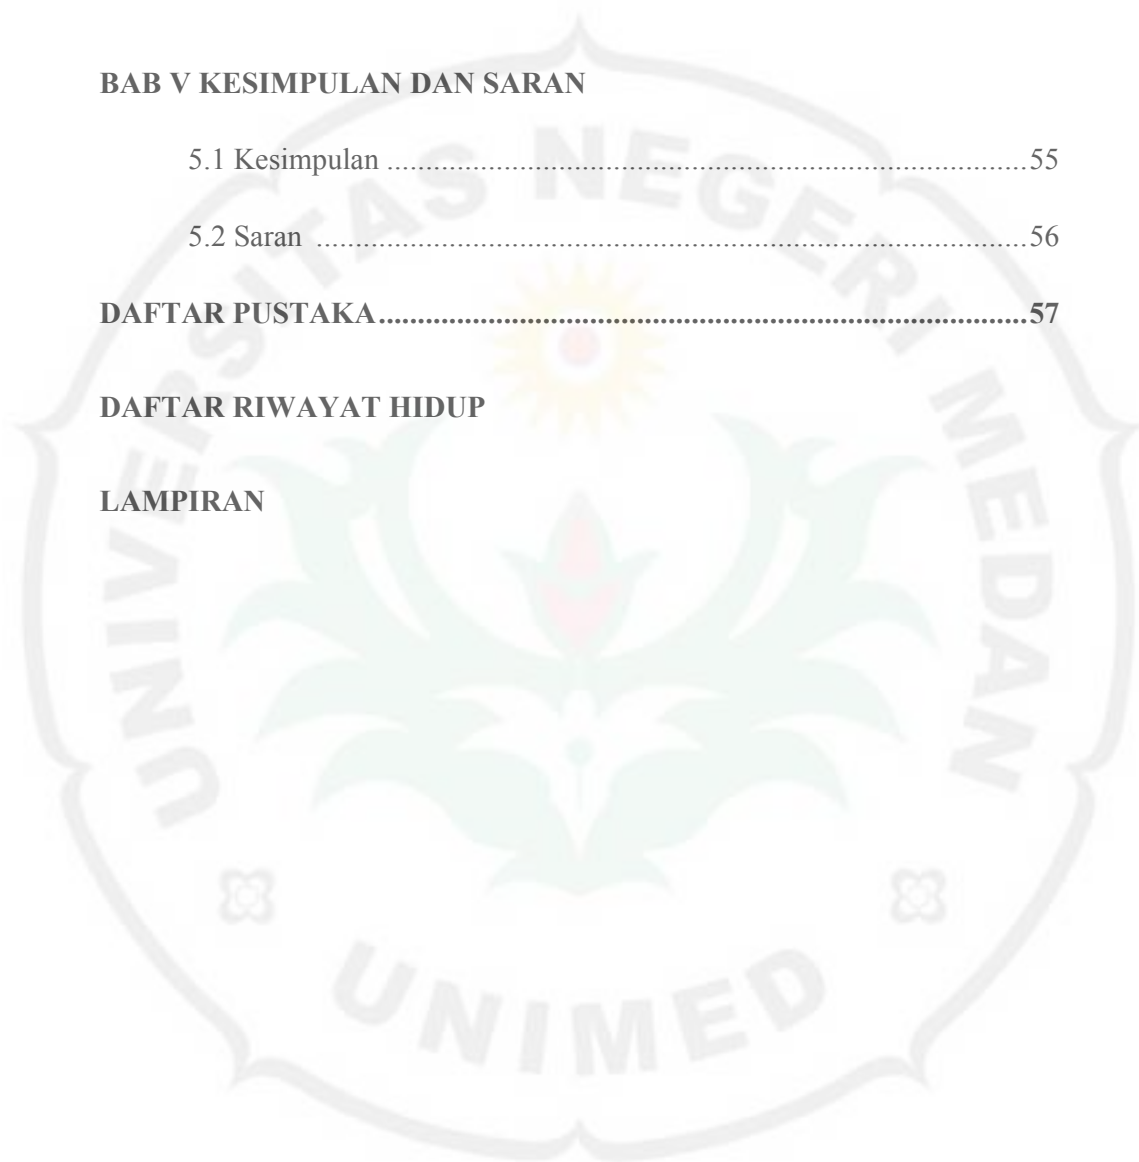 BAB V KESIMPULAN DAN SARAN
5.1 Kesimpulan ....................................................................................55
5.2 Saran ............................................................................................56
DAFTAR PUSTAKA....................................................................................57
DAFTAR RIWAYAT HIDUP
LAMPIRAN
UNIVERSITAS NEGERI MEDAN
UNIMED